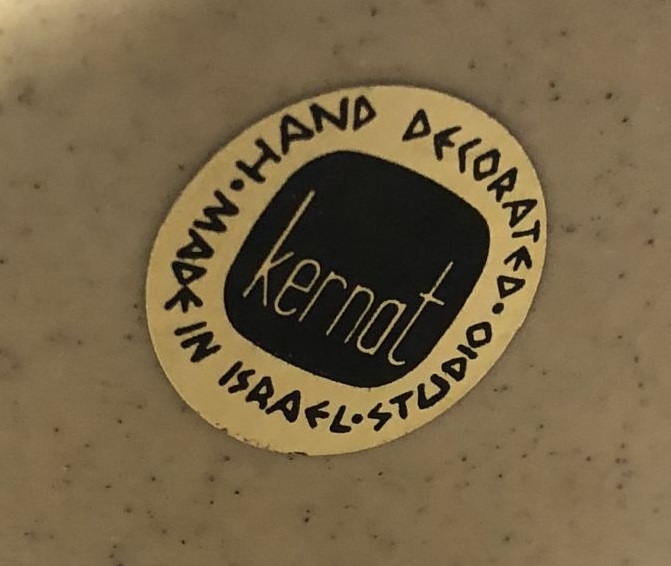 HAND DECORATED • STUDIO • MADE IN ISRAEL •
kernat